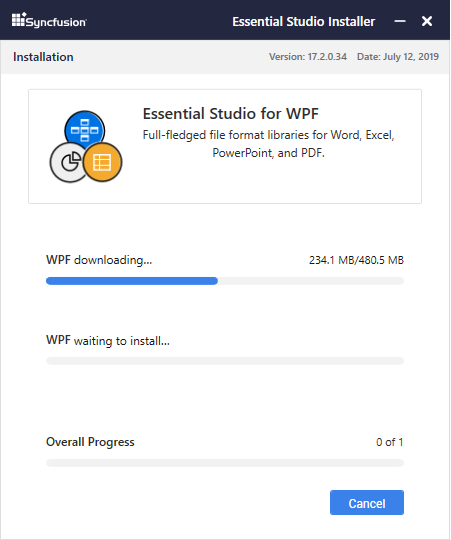 Syncfusion® Essential Studio Installer
Installation Version: 17.2.0.34 Date: July 12, 2019
Essential Studio for WPF
Full-fledged file format libraries for Word, Excel,
PowerPoint, and PDF.
WPF downloading... 234.1 MB/480.5 MB
WPF waiting to install...
Overall Progress 0 of 1
Cancel